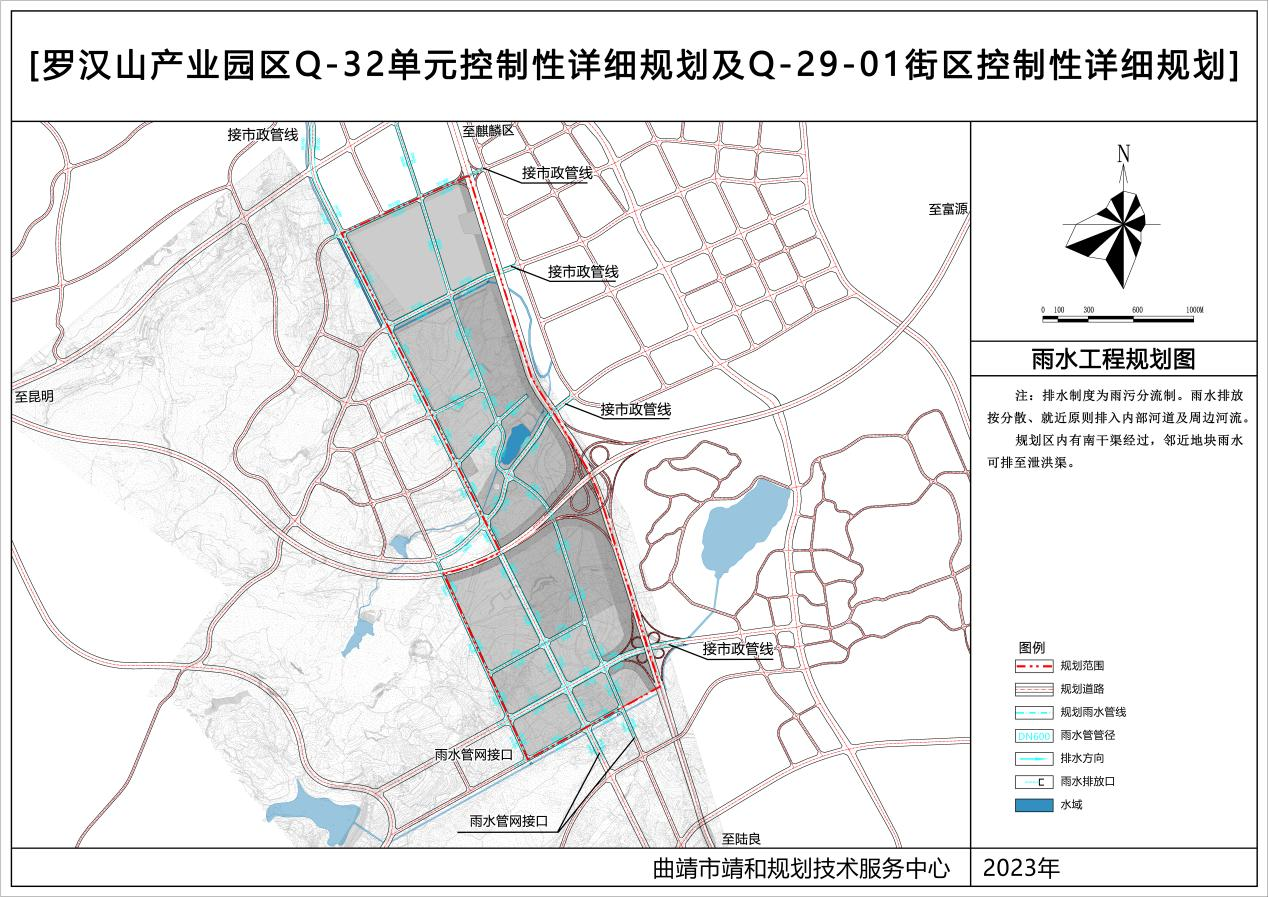 [罗汉山产业园区Q-32单元控制性详细规划及Q-29-01街区控制性详细规划]
接市政管线
至麒麟区
接市政管线
至富源
接市政管线
至昆明
接市政管线
接市政管线
雨水管网接口
雨水管网接口
至陆良
N
0 100 300 600 1000M
雨水工程规划图
注：排水制度为雨污分流制。雨水排放
按分散、就近原则排入内部河道及周边河流。
规划区内有南干渠经过，邻近地块雨水
可排至泄洪渠。
图例
规划范围
规划道路
规划雨水管线
DN600 雨水管管径
排水方向
雨水排放口
水域
曲靖市靖和规划技术服务中心
2023年